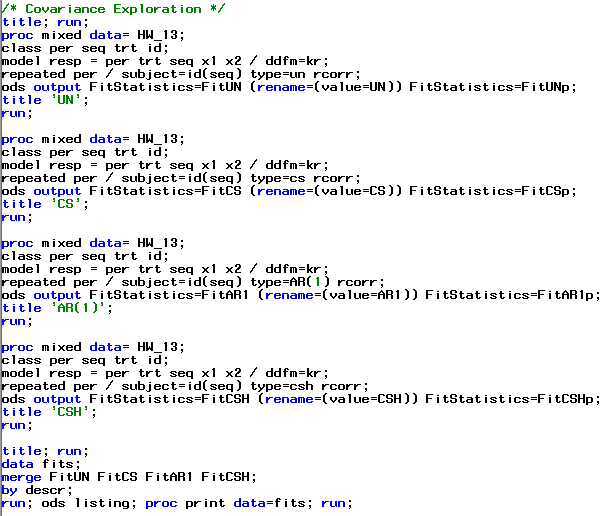 /* Covariance Exploration */
title; run;
proc mixed data= HW_13;
class per seq trt id;
model resp = per trt seq x1 x2 / ddfm=kr;
repeated per / subject=id(seq) type=un rcorr;
ods output FitStatistics=FitUN (rename=(value=UN)) FitStatistics=FitUNp;
title 'UN';
run;
proc mixed data= HW_13;
class per seq trt id;
model resp = per trt seq x1 x2 / ddfm=kr;
repeated per / subject=id(seq) type=cs rcorr;
ods output FitStatistics=FitCS (rename=(value=CS)) FitStatistics=FitCSp;
title 'CS';
run;
proc mixed data= HW_13;
class per seq trt id;
model resp = per trt seq x1 x2 / ddfm=kr;
repeated per / subject=id(seq) type=AR(1) rcorr;
ods output FitStatistics=FitAR1 (rename=(value=AR1)) FitStatistics=FitAR1p;
title 'AR(1)';
run;
proc mixed data= HW_13;
class per seq trt id;
model resp = per trt seq x1 x2 / ddfm=kr;
repeated per / subject=id(seq) type=csh rcorr;
ods output FitStatistics=FitCSH (rename=(value=CSH)) FitStatistics=FitCSHp;
title 'CSH';
run;
title; run;
data fits;
merge FitUN FitCS FitAR1 FitCSH;
by descr;
run; ods listing; proc print data=fits; run;